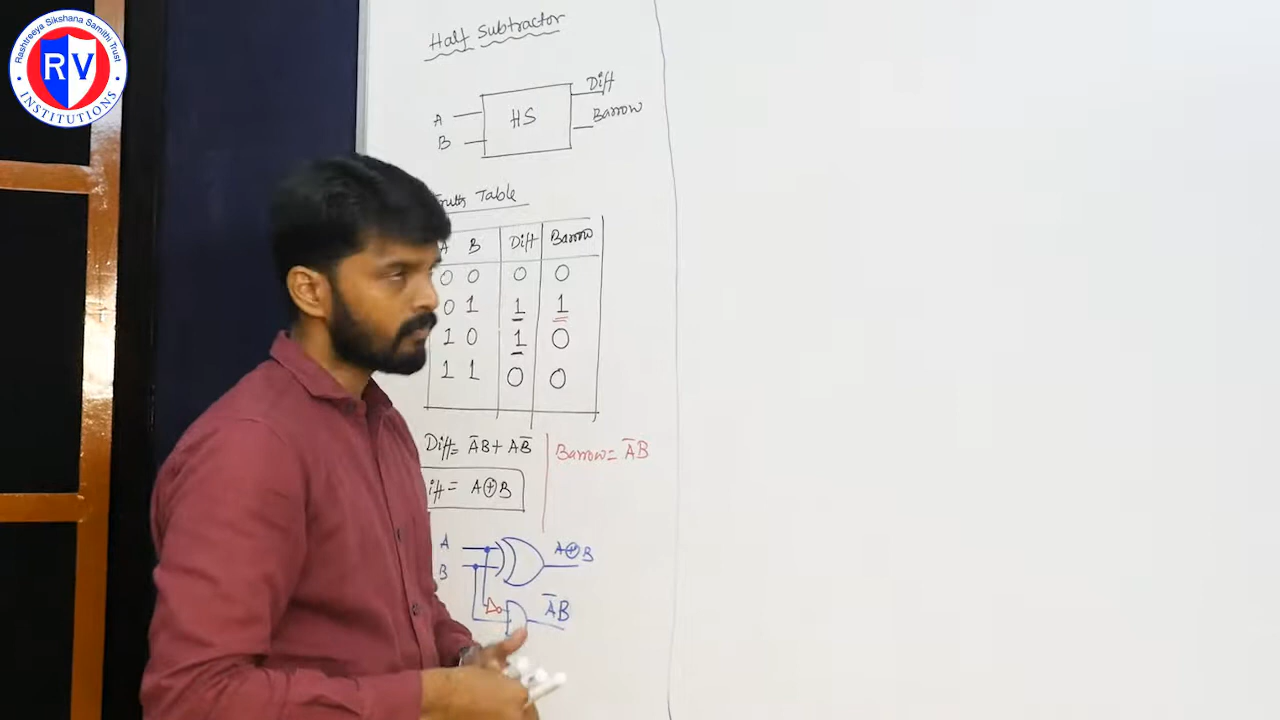 Rashtreeya Sikshana Samithi Trust
RV
INSTITUTIONS
Half Subtractor
A
B
HS
Diff
Barrow
Truth Table
A B Diff Barrow
0 0 0 0
0 1 1 1
1 0 1 0
1 1 0 0
Diff = A̅B + AB̅
Barrow = A̅B
iff = A⊕B
A
B
A⊕B
A̅B